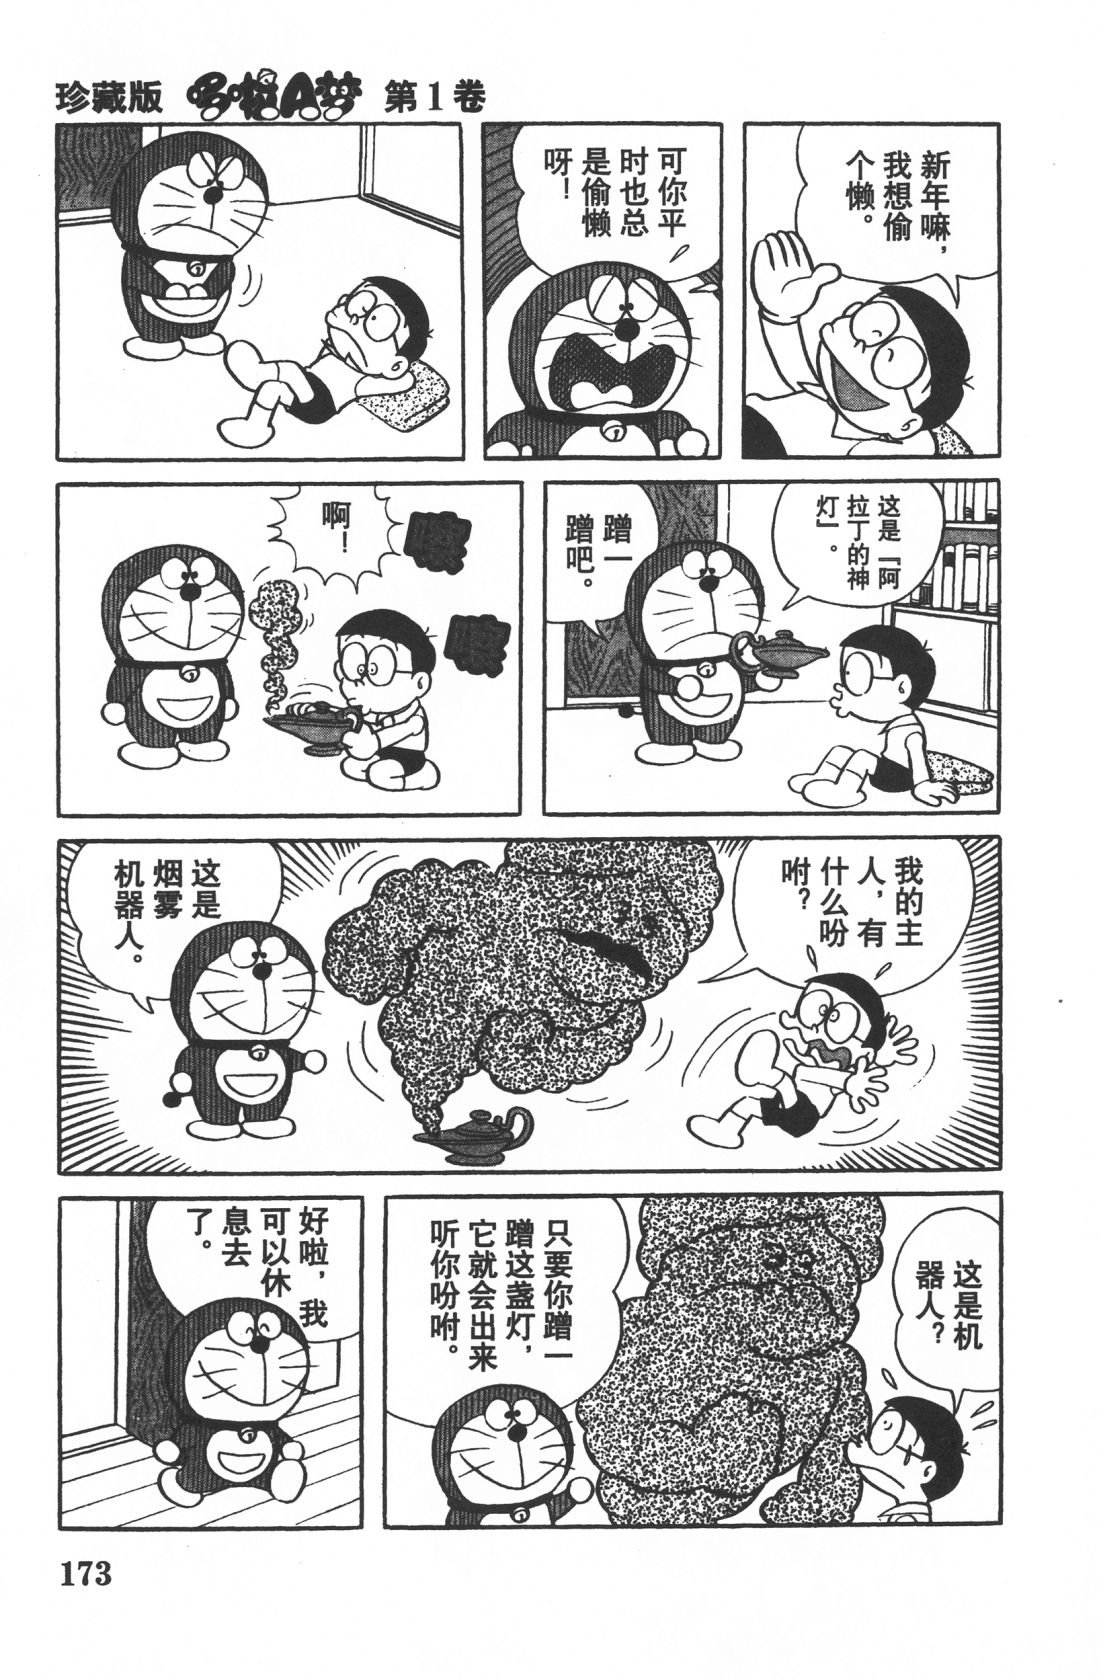 珍藏版 哆啦A梦 第1卷
新年嘛，
我想偷
个懒。
可你平
时也总
是偷懒
呀！
这是『阿
拉丁的神
灯』。
蹭一
蹭吧。
啊！
我的主
人，有
什么吩
咐？
这是
烟雾
机器人。
这是机
器人？
只要你蹭一
蹭这盏灯，
它就会出来
听你吩咐。
好啦，我
可以休
息去
了。
173